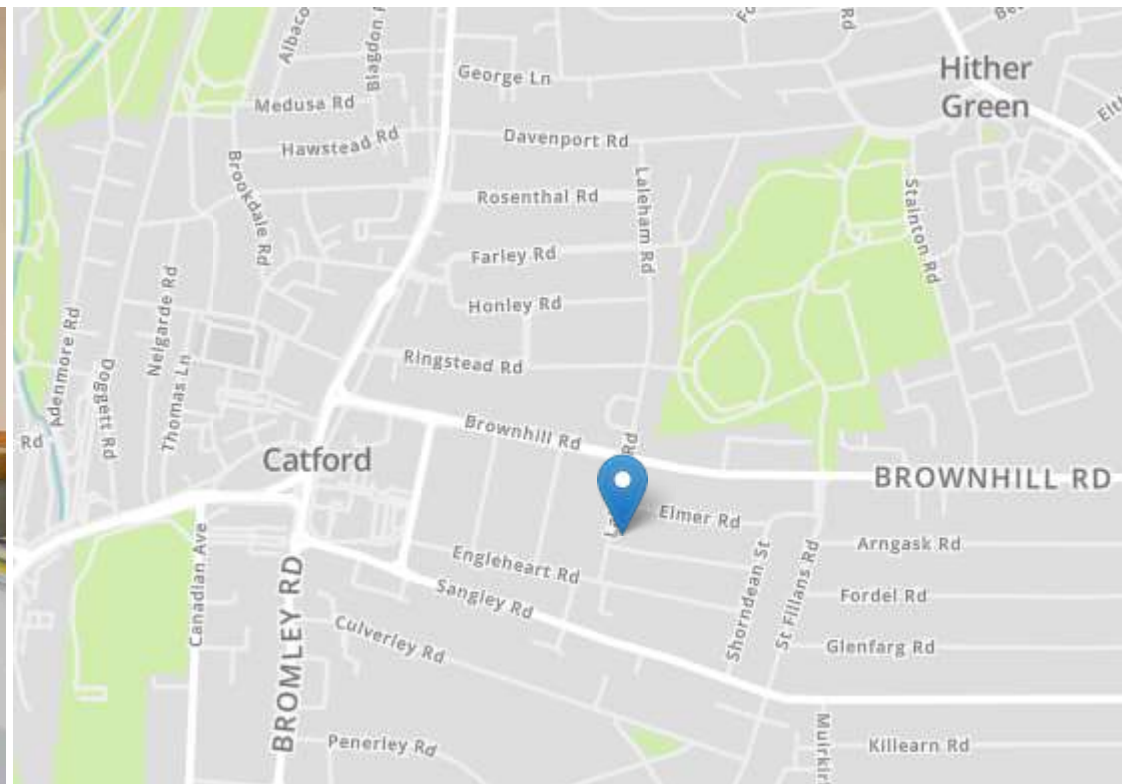 George Ln
Medusa Rd
Hawstead Rd
Davenport Rd
Brookdale Rd
Rosenthal Rd
Laleham Rd
Stainton Rd
Hither
Green
Farley Rd
Honley Rd
Nelgarde Rd
Adenmore Rd
Thomas Ln
Doggett Rd
Ringstead Rd
Rd
Brownhill Rd
Rd
Catford
BROWNHILL RD
Elmer Rd
Engleheart Rd
Arngask Rd
Sangley Rd
Shorndean St
St Fillans Rd
Fordel Rd
Canadian Ave
BROMLEY RD
Culverley Rd
Glenfarg Rd
Penerley Rd
Killearn Rd
Rd